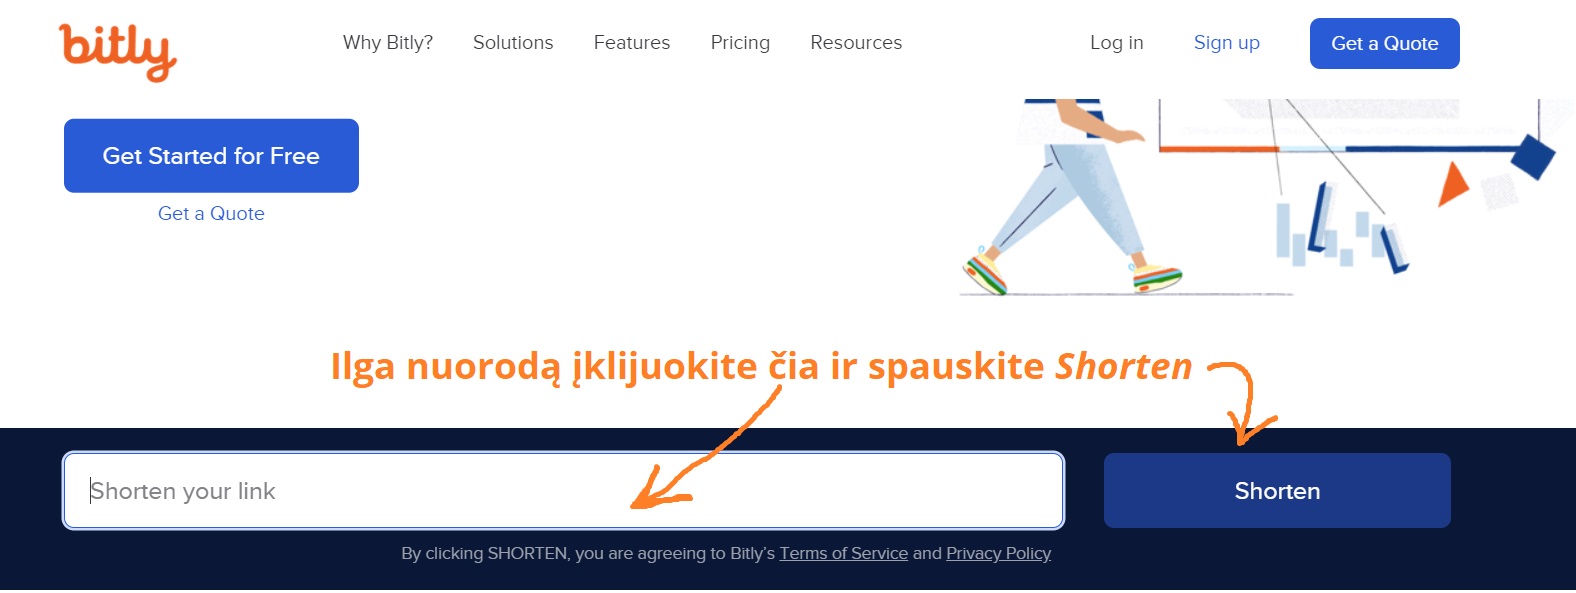 bitly
Why Bitly? Solutions Features Pricing Resources Log in Sign up Get a Quote
Get Started for Free
Get a Quote
Ilga nuorodą įklijuokite čia ir spauskite Shorten
Shorten your link
Shorten
By clicking SHORTEN, you are agreeing to Bitly’s Terms of Service and Privacy Policy